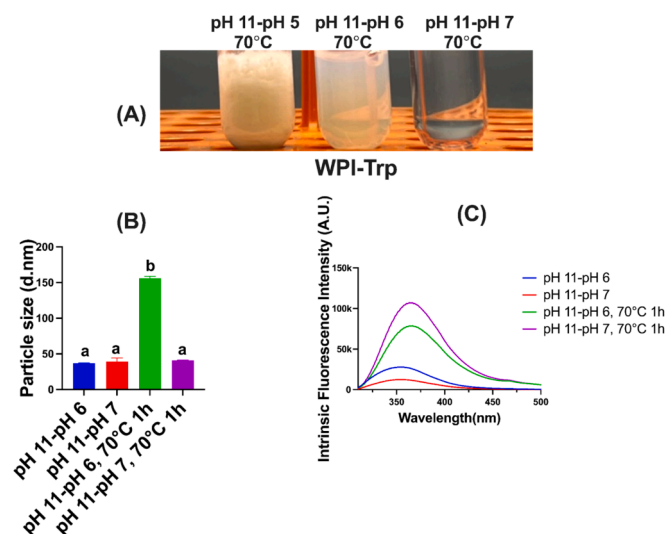 pH 11-pH 5 pH 11-pH 6 pH 11-pH 7
70°C 70°C 70°C
(A)
WPI-Trp
(B)
Particle size (d.nm)
200
150
100
50
0
a
a
b
a
pH 11-pH 6
pH 11-pH 7
pH 11-pH 6, 70°C 1h
pH 11-pH 7, 70°C 1h
(C)
Intrinsic Fluorescence Intensity (A.U.)
150k
100k
50k
0
350 400 450 500
Wavelength(nm)
pH 11-pH 6
pH 11-pH 7
pH 11-pH 6, 70°C 1h
pH 11-pH 7, 70°C 1h